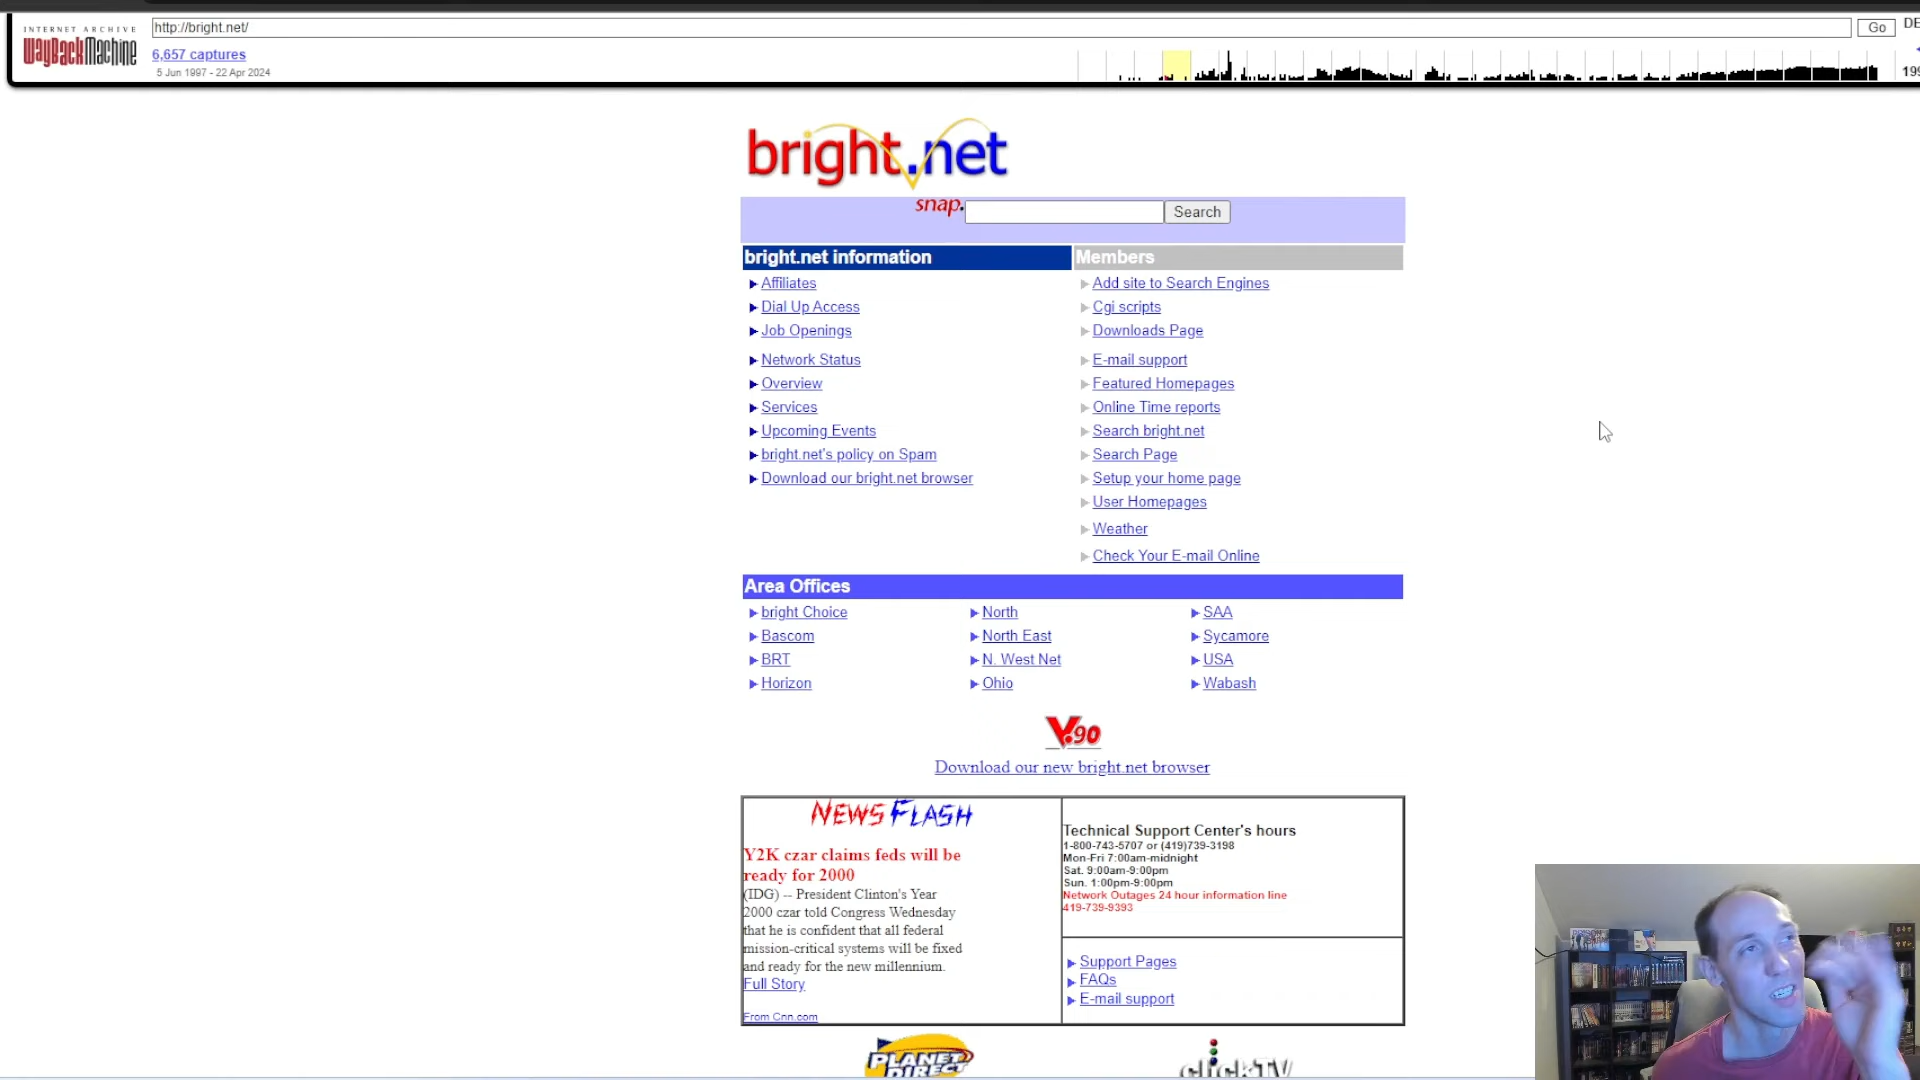 INTERNET ARCHIVE
WayBackMachine
http://bright.net/
Go
DE
6,657 captures
5 Jun 1997 - 22 Apr 2024
199
bright.net
snap.
Search
bright.net information
Members
Affiliates
Add site to Search Engines
Dial Up Access
Cgi scripts
Job Openings
Downloads Page
Network Status
E-mail support
Overview
Featured Homepages
Services
Online Time reports
Upcoming Events
Search bright.net
bright.net's policy on Spam
Search Page
Download our bright.net browser
Setup your home page
User Homepages
Weather
Check Your E-mail Online
Area Offices
bright Choice
North
SAA
Bascom
North East
Sycamore
BRT
N. West Net
USA
Horizon
Ohio
Wabash
V.90
Download our new bright.net browser
NEWS FLASH
Y2K czar claims feds will be
ready for 2000
(IDG) -- President Clinton's Year
2000 czar told Congress Wednesday
that he is confident that all federal
mission-critical systems will be fixed
and ready for the new millennium.
Full Story
From Cnn.com
Technical Support Center's hours
1-800-743-5707 or (419)739-3198
Mon-Fri 7:00am-midnight
Sat. 9:00am-9:00pm
Sun. 1:00pm-9:00pm
Network Outages 24 hour information line
419-739-9393
Support Pages
FAQs
E-mail support
PLANET
DIRECT
clickTV